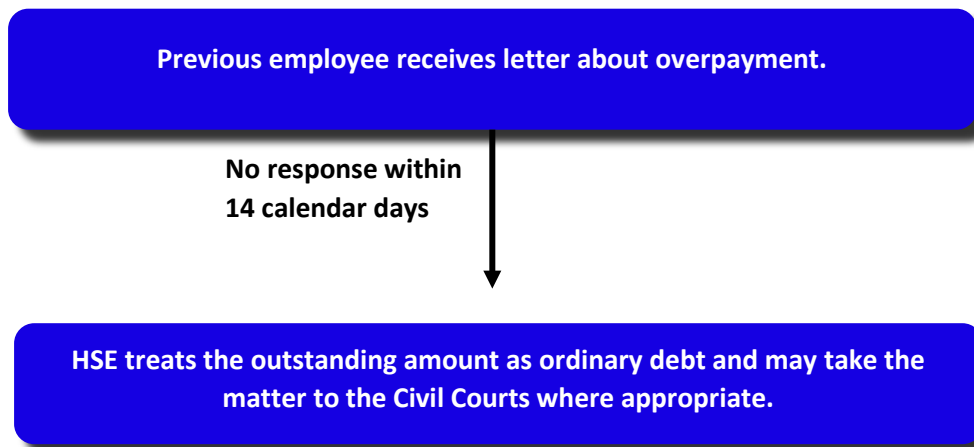 Previous employee receives letter about overpayment.
No response within
14 calendar days
HSE treats the outstanding amount as ordinary debt and may take the
matter to the Civil Courts where appropriate.